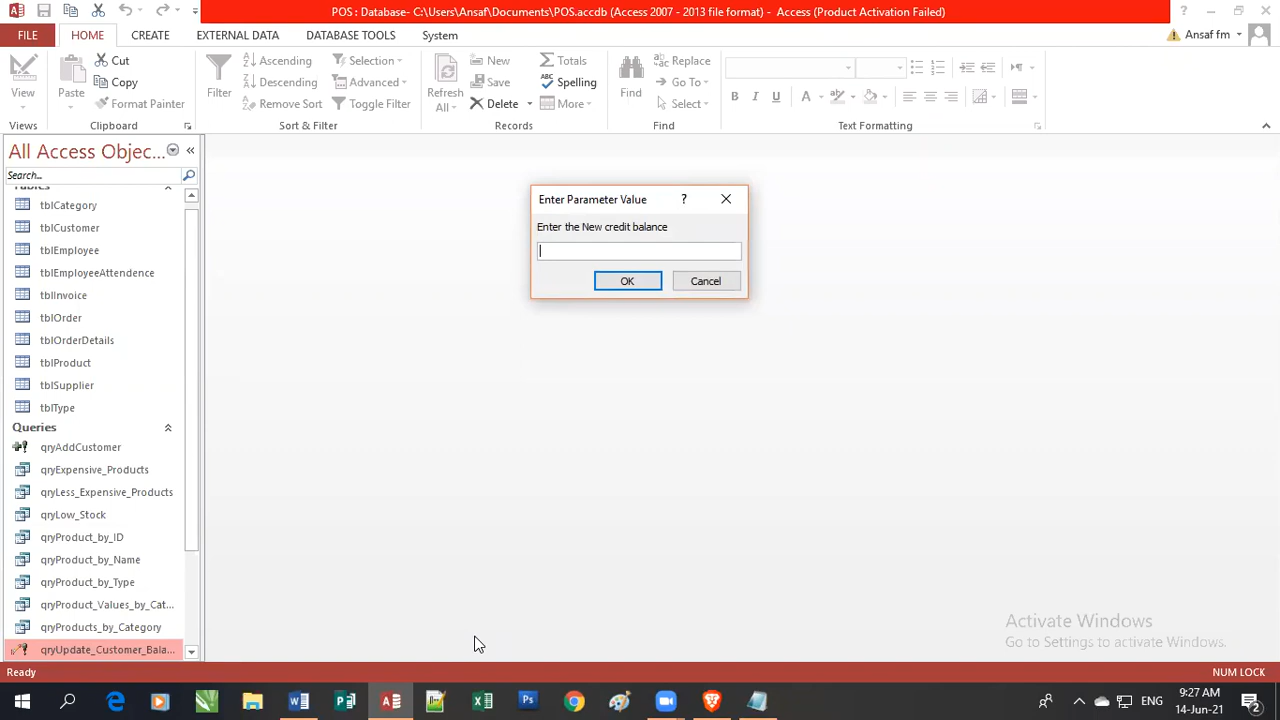 POS : Database- C:\Users\Ansaf\Documents\POS.accdb (Access 2007 - 2013 file format) - Access (Product Activation Failed)
FILE HOME CREATE EXTERNAL DATA DATABASE TOOLS System Ansaf fm
View Views
Paste Cut Copy Format Painter Clipboard
Filter Ascending Descending Remove Sort Selection Advanced Toggle Filter Sort & Filter
Refresh All New Save Delete Totals Spelling More Records
Find Replace Go To Select Find
B I U A Text Formatting
All Access Objec...
Search...
Tables
tblCategory
tblCustomer
tblEmployee
tblEmployeeAttendence
tblInvoice
tblOrder
tblOrderDetails
tblProduct
tblSupplier
tblType
Queries
qryAddCustomer
qryExpensive_Products
qryLess_Expensive_Products
qryLow_Stock
qryProduct_by_ID
qryProduct_by_Name
qryProduct_by_Type
qryProduct_Values_by_Cat...
qryProducts_by_Category
qryUpdate_Customer_Bala...
Enter Parameter Value
Enter the New credit balance
OK Cancel
Activate Windows
Go to Settings to activate Windows.
Ready NUM LOCK
ENG 9:27 AM
14-Jun-21 2